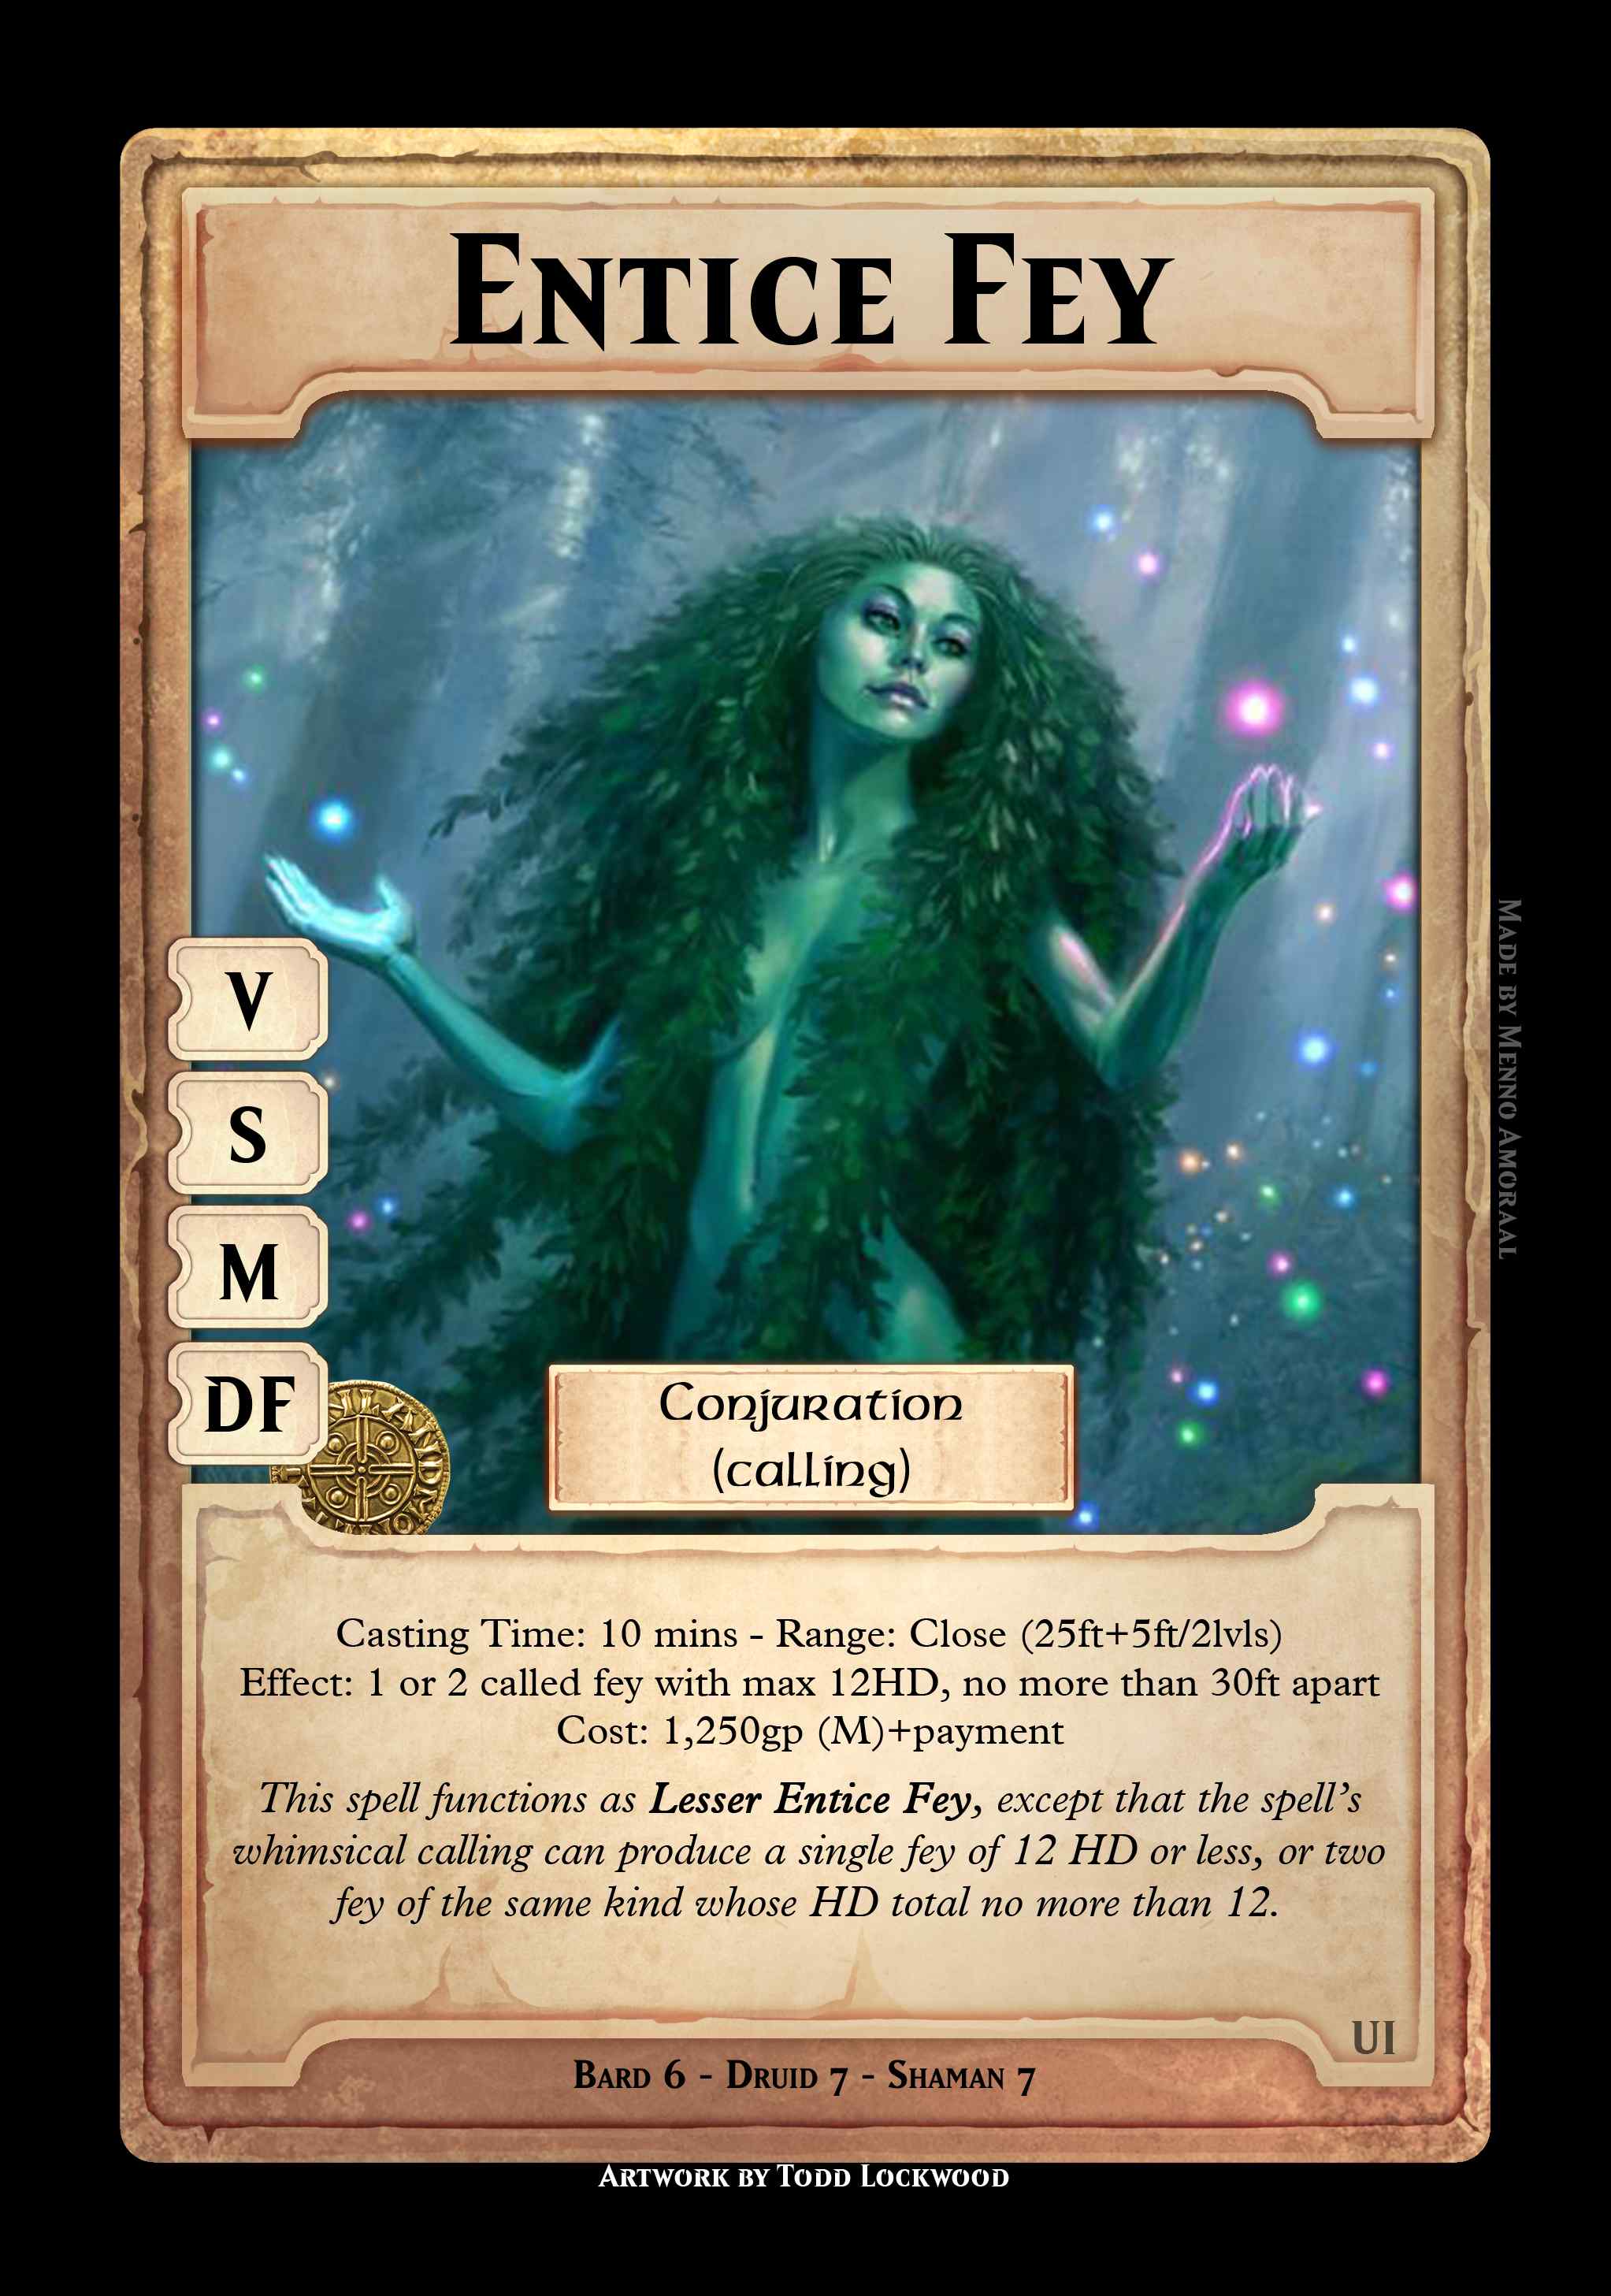 Entice Fey
V
S
M
DF
Conjuration
(calling)
Casting Time: 10 mins - Range: Close (25ft+5ft/2lvls)
Effect: 1 or 2 called fey with max 12HD, no more than 30ft apart
Cost: 1,250gp (M)+payment
This spell functions as Lesser Entice Fey, except that the spell's
whimsical calling can produce a single fey of 12 HD or less, or two
fey of the same kind whose HD total no more than 12.
UI
Bard 6 - Druid 7 - Shaman 7
Artwork by Todd Lockwood
Made by Menno Amoraal